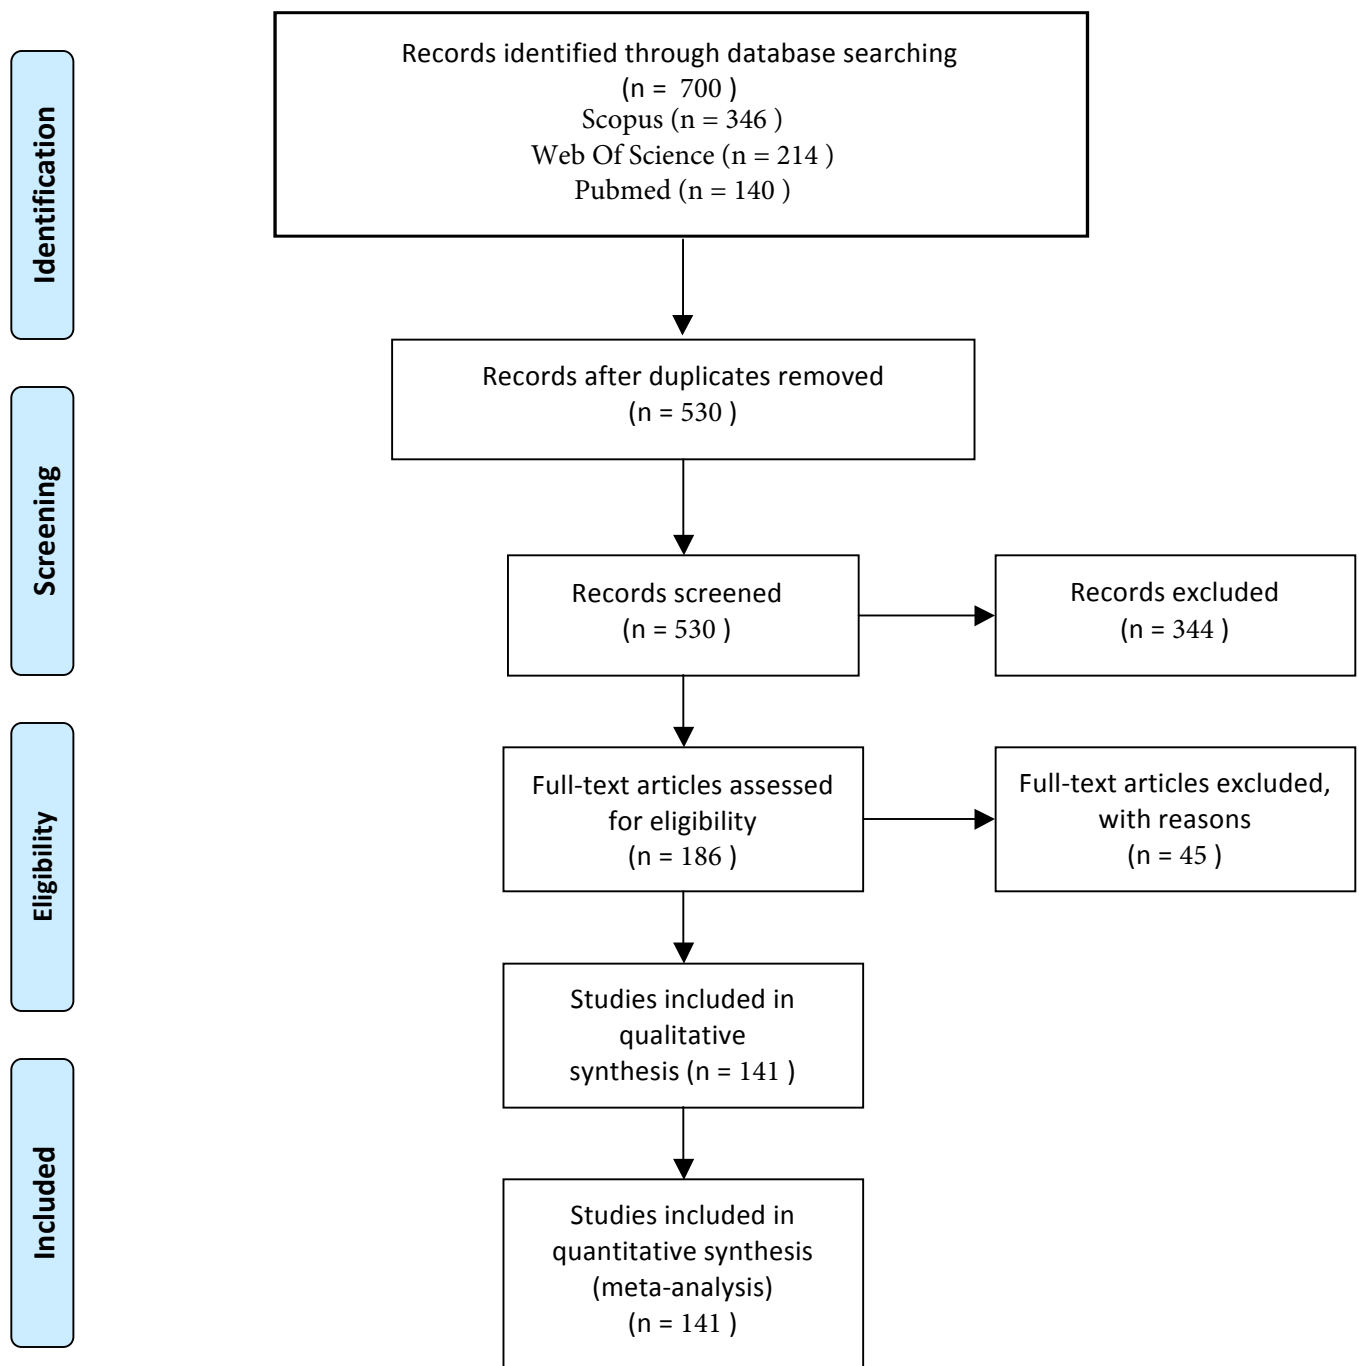 Identification
Records identified through database searching
(n = 700 )
Scopus (n = 346 )
Web Of Science (n = 214 )
Pubmed (n = 140 )
Records after duplicates removed
(n = 530 )
Screening
Records screened
(n = 530 )
Records excluded
(n = 344 )
Eligibility
Full-text articles assessed
for eligibility
(n = 186 )
Full-text articles excluded,
with reasons
(n = 45 )
Studies included in
qualitative
synthesis (n = 141 )
Included
Studies included in
quantitative synthesis
(meta-analysis)
(n = 141 )